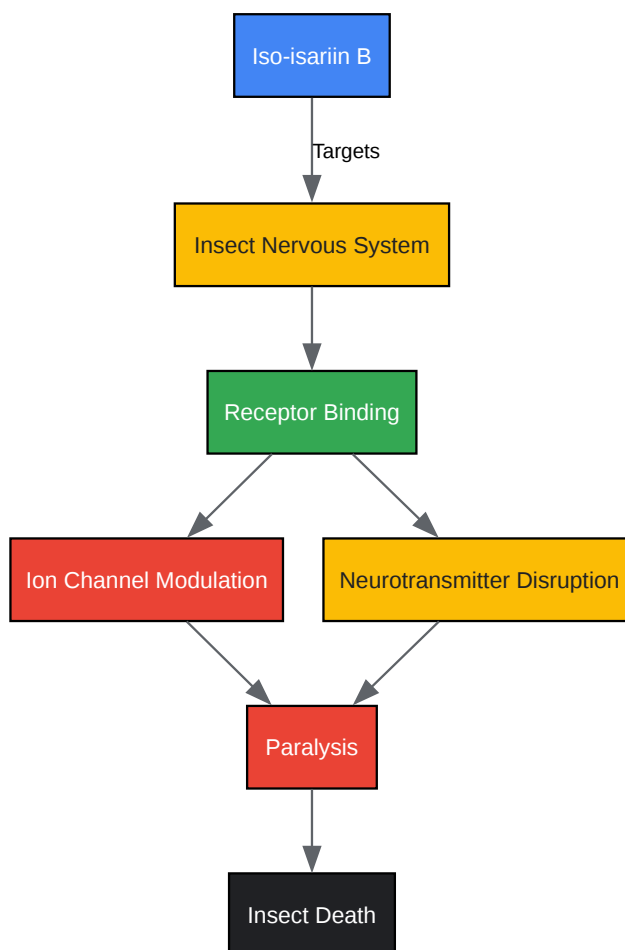 Iso-isariin B
Targets
Insect Nervous System
Receptor Binding
Ion Channel Modulation
Neurotransmitter Disruption
Paralysis
Insect Death